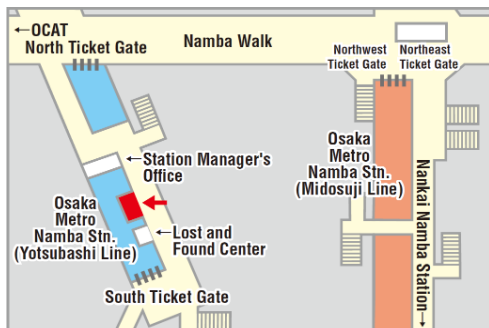 ←OCAT
North Ticket Gate
Namba Walk
Northwest
Ticket Gate
Northeast
Ticket Gate
←Station Manager's
Office
Osaka
Metro
Namba Stn.
(Yotsubashi Line)
←Lost and
Found Center
South Ticket Gate
Osaka
Metro
Namba Stn.
(Midosuji Line)
Nankai Namba Station→